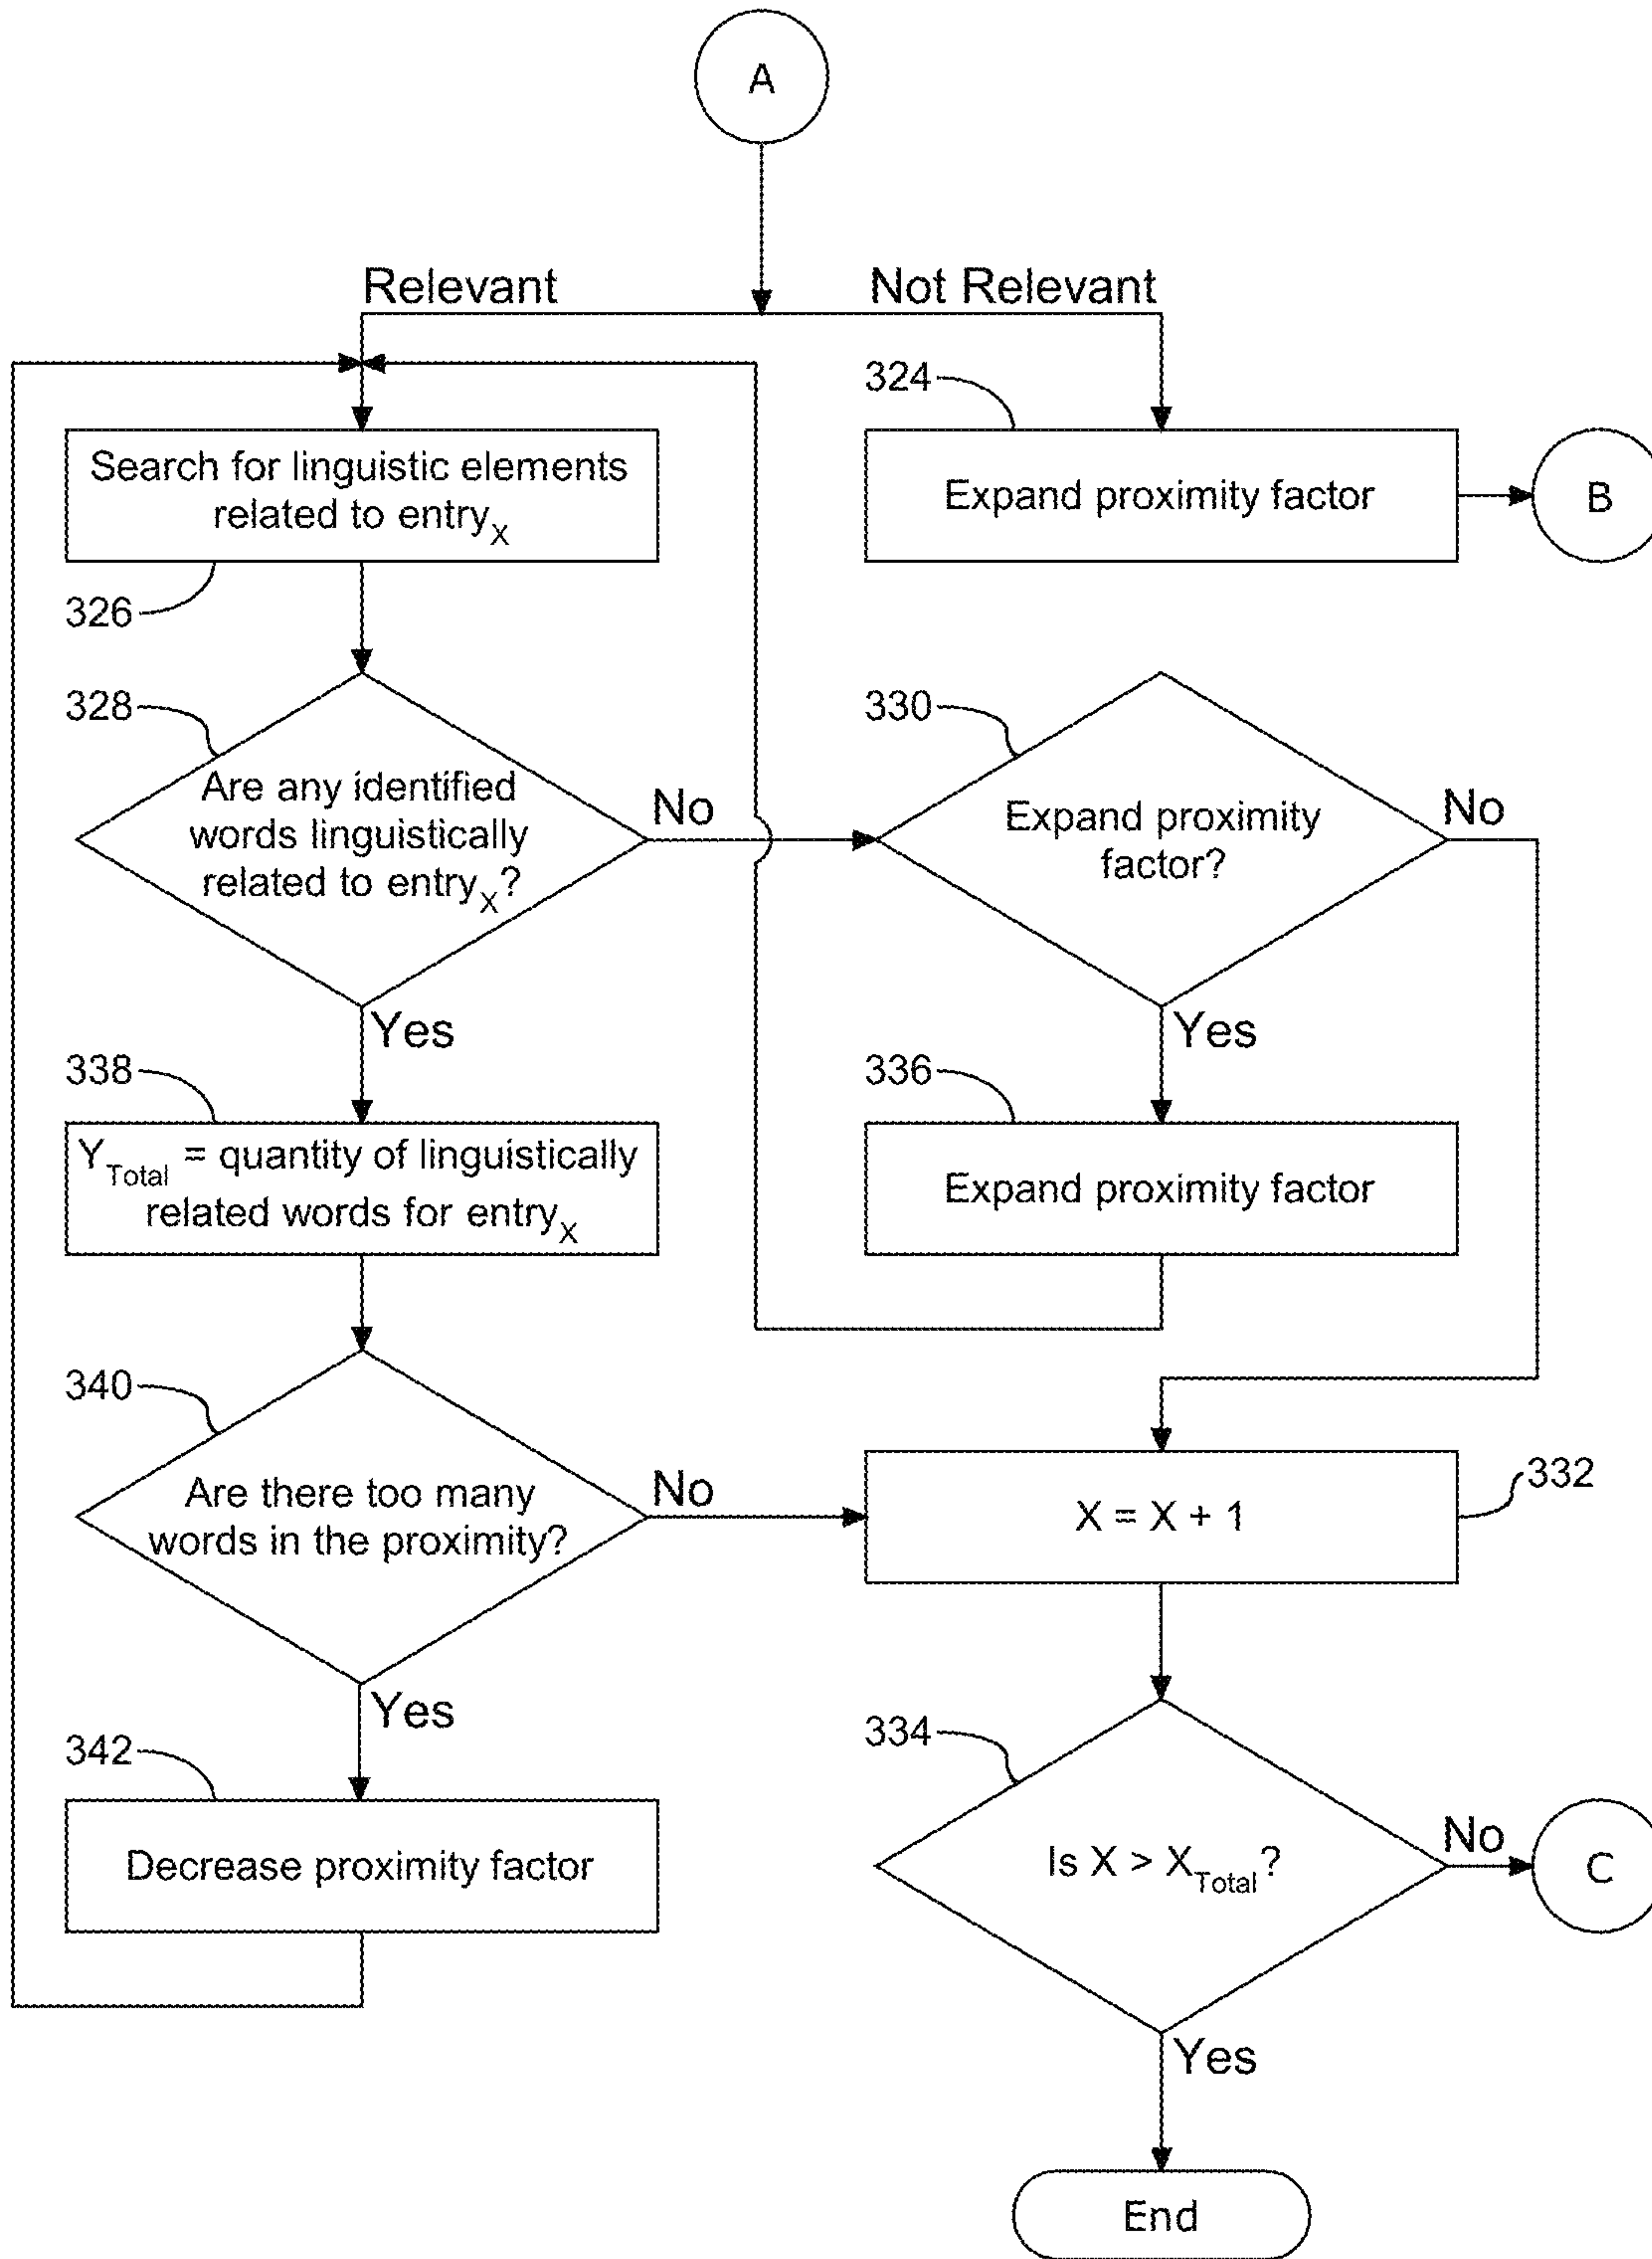 A
Relevant
Not Relevant
324
Search for linguistic elements
related to entryX
Expand proximity factor
B
326
328
330
Are any identified
words linguistically
related to entryX?
No
Expand proximity
factor?
No
Yes
Yes
338
336
YTotal = quantity of linguistically
related words for entryX
Expand proximity factor
340
Are there too many
words in the proximity?
No
X = X + 1
332
Yes
334
342
Decrease proximity factor
Is X > XTotal?
No
C
Yes
End